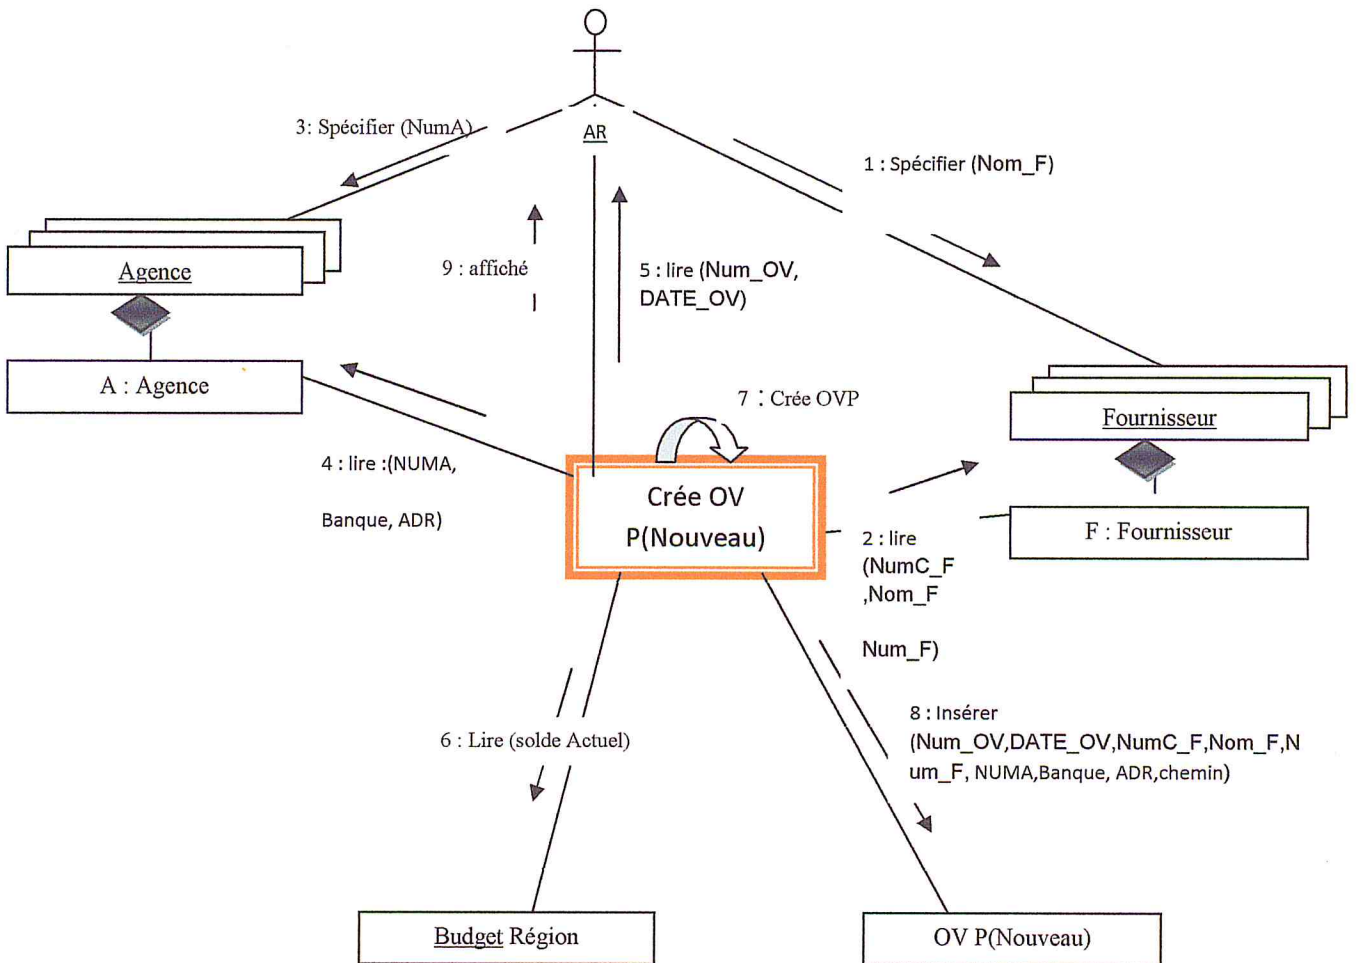 3: Spécifier (NumA)
AR
1 : Spécifier (Nom_F)
Agence
9 : affiché
5 : lire (Num_OV,
DATE_OV)
A : Agence
7 : Crée OVP
Fournisseur
4 : lire :(NUMA,
Banque, ADR)
Crée OV
P(Nouveau)
2 : lire
(NumC_F
,Nom_F
Num_F)
F : Fournisseur
6 : Lire (solde Actuel)
8 : Insérer
(Num_OV,DATE_OV,NumC_F,Nom_F,N
um_F, NUMA,Banque, ADR,chemin)
Budget Région
OV P(Nouveau)